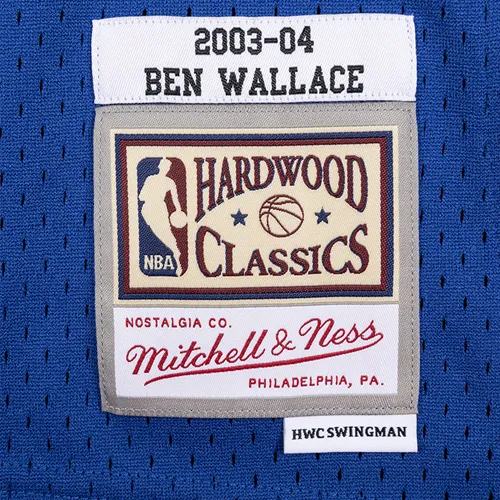 2003-04
BEN WALLACE
HARDWOOD
NBA
CLASSICS
NOSTALGIA CO.
Mitchell & Ness
PHILADELPHIA, PA.
HWC SWINGMAN